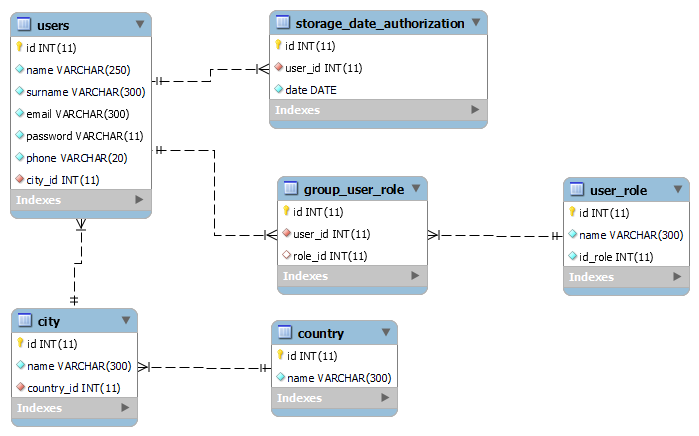 users
id INT(11)
name VARCHAR(250)
surname VARCHAR(300)
email VARCHAR(300)
password VARCHAR(11)
phone VARCHAR(20)
city_id INT(11)
Indexes
storage_date_authorization
id INT(11)
user_id INT(11)
date DATE
Indexes
group_user_role
id INT(11)
user_id INT(11)
role_id INT(11)
Indexes
user_role
id INT(11)
name VARCHAR(300)
id_role INT(11)
Indexes
city
id INT(11)
name VARCHAR(300)
country_id INT(11)
Indexes
country
id INT(11)
name VARCHAR(300)
Indexes